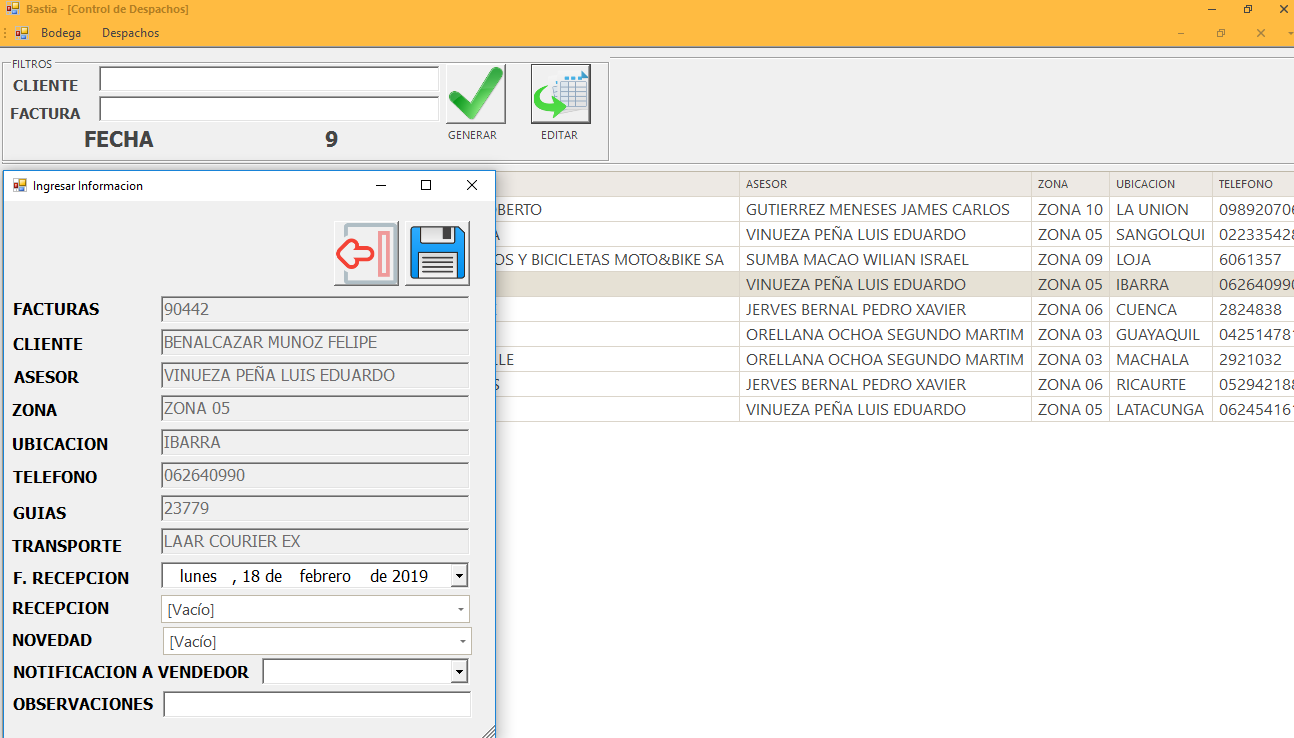 Bastia - [Control de Despachos]
Bodega Despachos
FILTROS
CLIENTE
FACTURA
FECHA 9
GENERAR
EDITAR
Ingresar Informacion
FACTURAS 90442
CLIENTE BENALCAZAR MUNOZ FELIPE
ASESOR VINUEZA PEÑA LUIS EDUARDO
ZONA ZONA 05
UBICACION IBARRA
TELEFONO 062640990
GUIAS 23779
TRANSPORTE LAAR COURIER EX
F. RECEPCION lunes , 18 de febrero de 2019
RECEPCION [Vacío]
NOVEDAD [Vacío]
NOTIFICACION A VENDEDOR
OBSERVACIONES
ASESOR ZONA UBICACION TELEFONO
BERTO GUTIERREZ MENESES JAMES CARLOS ZONA 10 LA UNION 09892070
A VINUEZA PEÑA LUIS EDUARDO ZONA 05 SANGOLQUI 02233542
OS Y BICICLETAS MOTO&BIKE SA SUMBA MACAO WILIAN ISRAEL ZONA 09 LOJA 6061357
VINUEZA PEÑA LUIS EDUARDO ZONA 05 IBARRA 062640990
JERVES BERNAL PEDRO XAVIER ZONA 06 CUENCA 2824838
ORELLANA OCHOA SEGUNDO MARTIM ZONA 03 GUAYAQUIL 04251478
LLE ORELLANA OCHOA SEGUNDO MARTIM ZONA 03 MACHALA 2921032
S JERVES BERNAL PEDRO XAVIER ZONA 06 RICAURTE 05294218
VINUEZA PEÑA LUIS EDUARDO ZONA 05 LATACUNGA 06245416